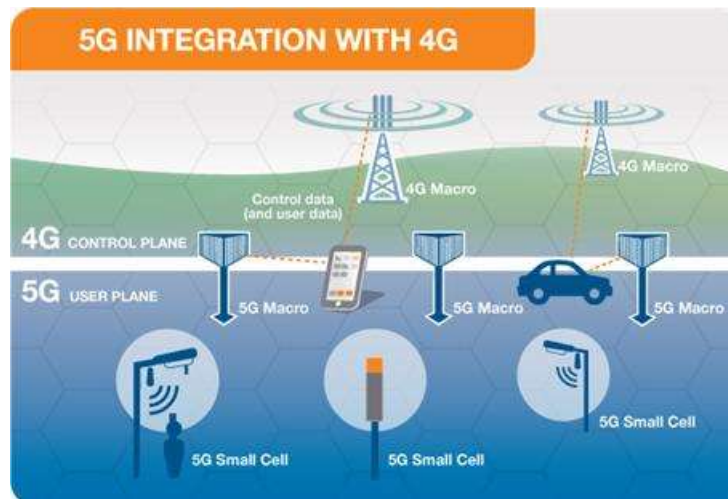 5G INTEGRATION WITH 4G
4G Macro
4G Macro
Control data
(and user data)
4G CONTROL PLANE
5G USER PLANE
5G Macro
5G Macro
5G Macro
5G Small Cell
5G Small Cell
5G Small Cell